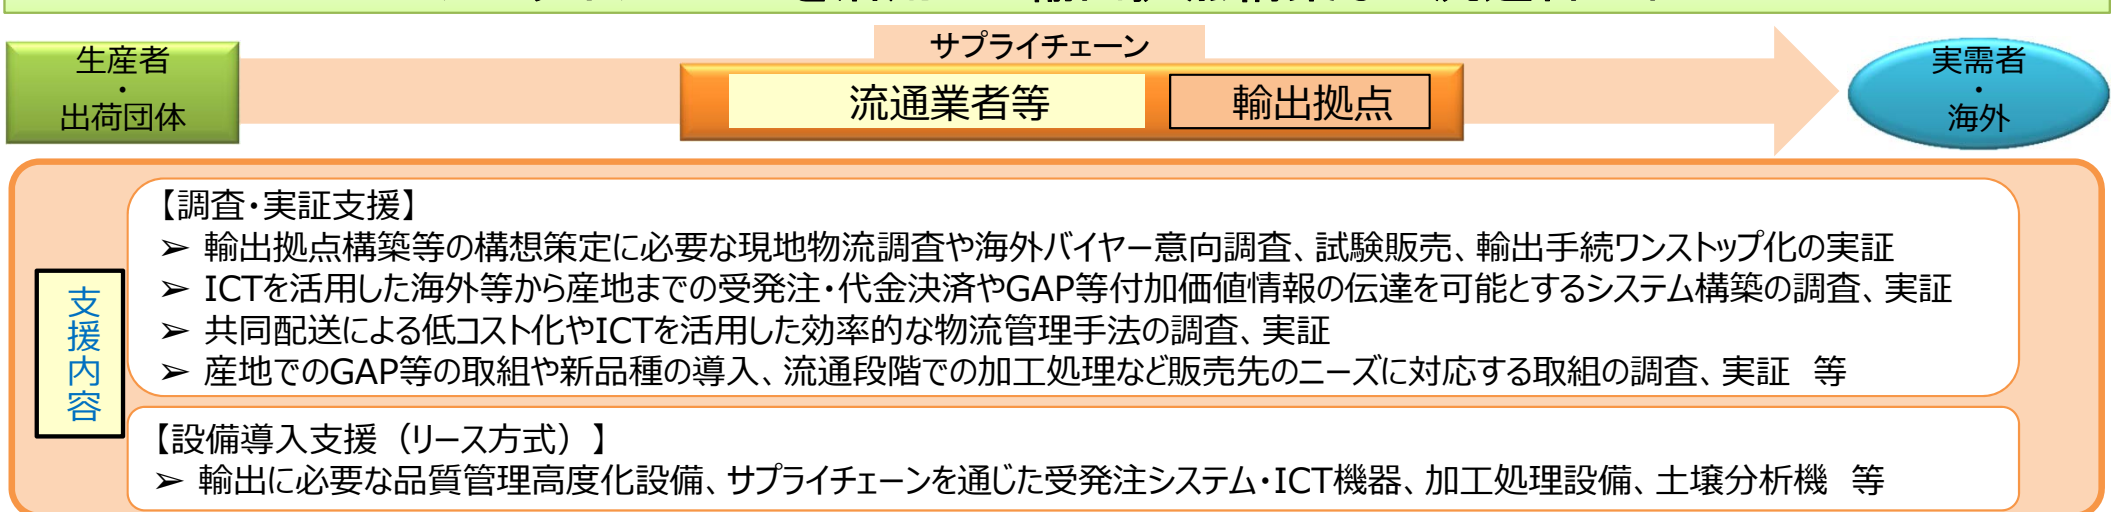 サプライチェーン
生産者
・
出荷団体
流通業者等
輸出拠点
実需者
・
海外
支援内容
【調査・実証支援】
➢ 輸出拠点構築等の構想策定に必要な現地物流調査や海外バイヤー意向調査、試験販売、輸出手続ワンストップ化の実証
➢ ICTを活用した海外等から産地までの受発注・代金決済やGAP等付加価値情報の伝達を可能とするシステム構築の調査、実証
➢ 共同配送による低コスト化やICTを活用した効率的な物流管理手法の調査、実証
➢ 産地でのGAP等の取組や新品種の導入、流通段階での加工処理など販売先のニーズに対応する取組の調査、実証 等
【設備導入支援（リース方式）】
➢ 輸出に必要な品質管理高度化設備、サプライチェーンを通じた受発注システム・ICT機器、加工処理設備、土壌分析機 等